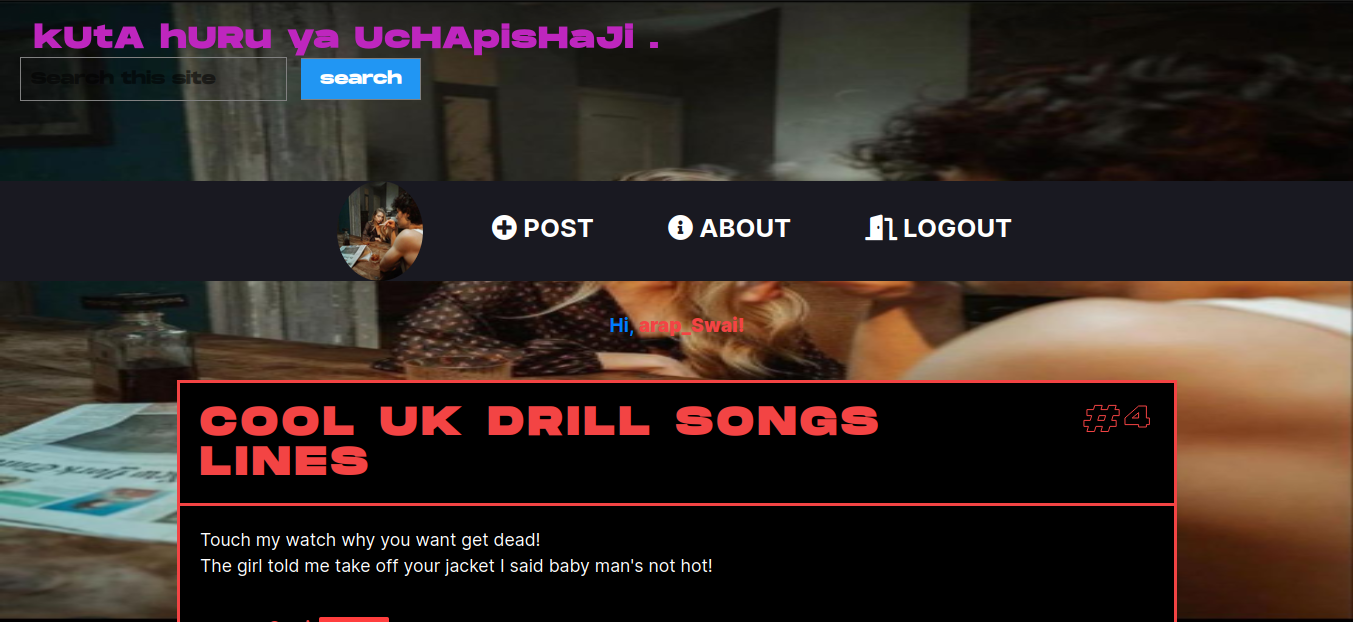 kUtA hURu ya UcHApisHaJi .
Search this site
search
POST
ABOUT
LOGOUT
Hi, arap_Swail
COOL UK DRILL SONGS
LINES
#4
Touch my watch why you want get dead!
The girl told me take off your jacket I said baby man's not hot!